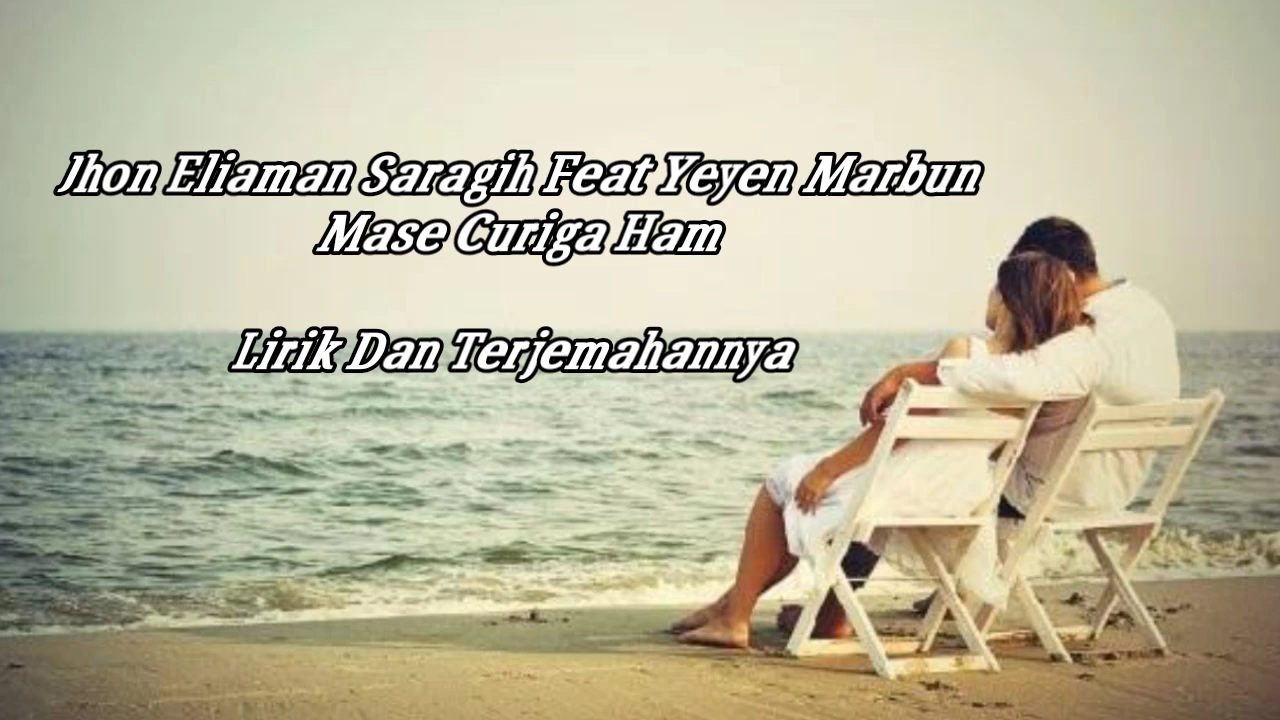 Jhon Eliaman Saragih Feat Yeyen Marbun
Mase Curiga Ham
Lirik Dan Terjemahannya